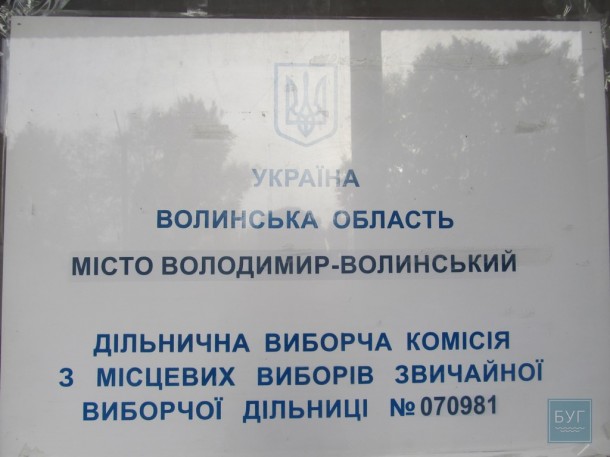 УКРАЇНА
ВОЛИНСЬКА ОБЛАСТЬ
МІСТО ВОЛОДИМИР-ВОЛИНСЬКИЙ
ДІЛЬНИЧНА ВИБОРЧА КОМІСІЯ
З МІСЦЕВИХ ВИБОРІВ ЗВИЧАЙНОЇ
ВИБОРЧОЇ ДІЛЬНИЦІ №070981
БУГ